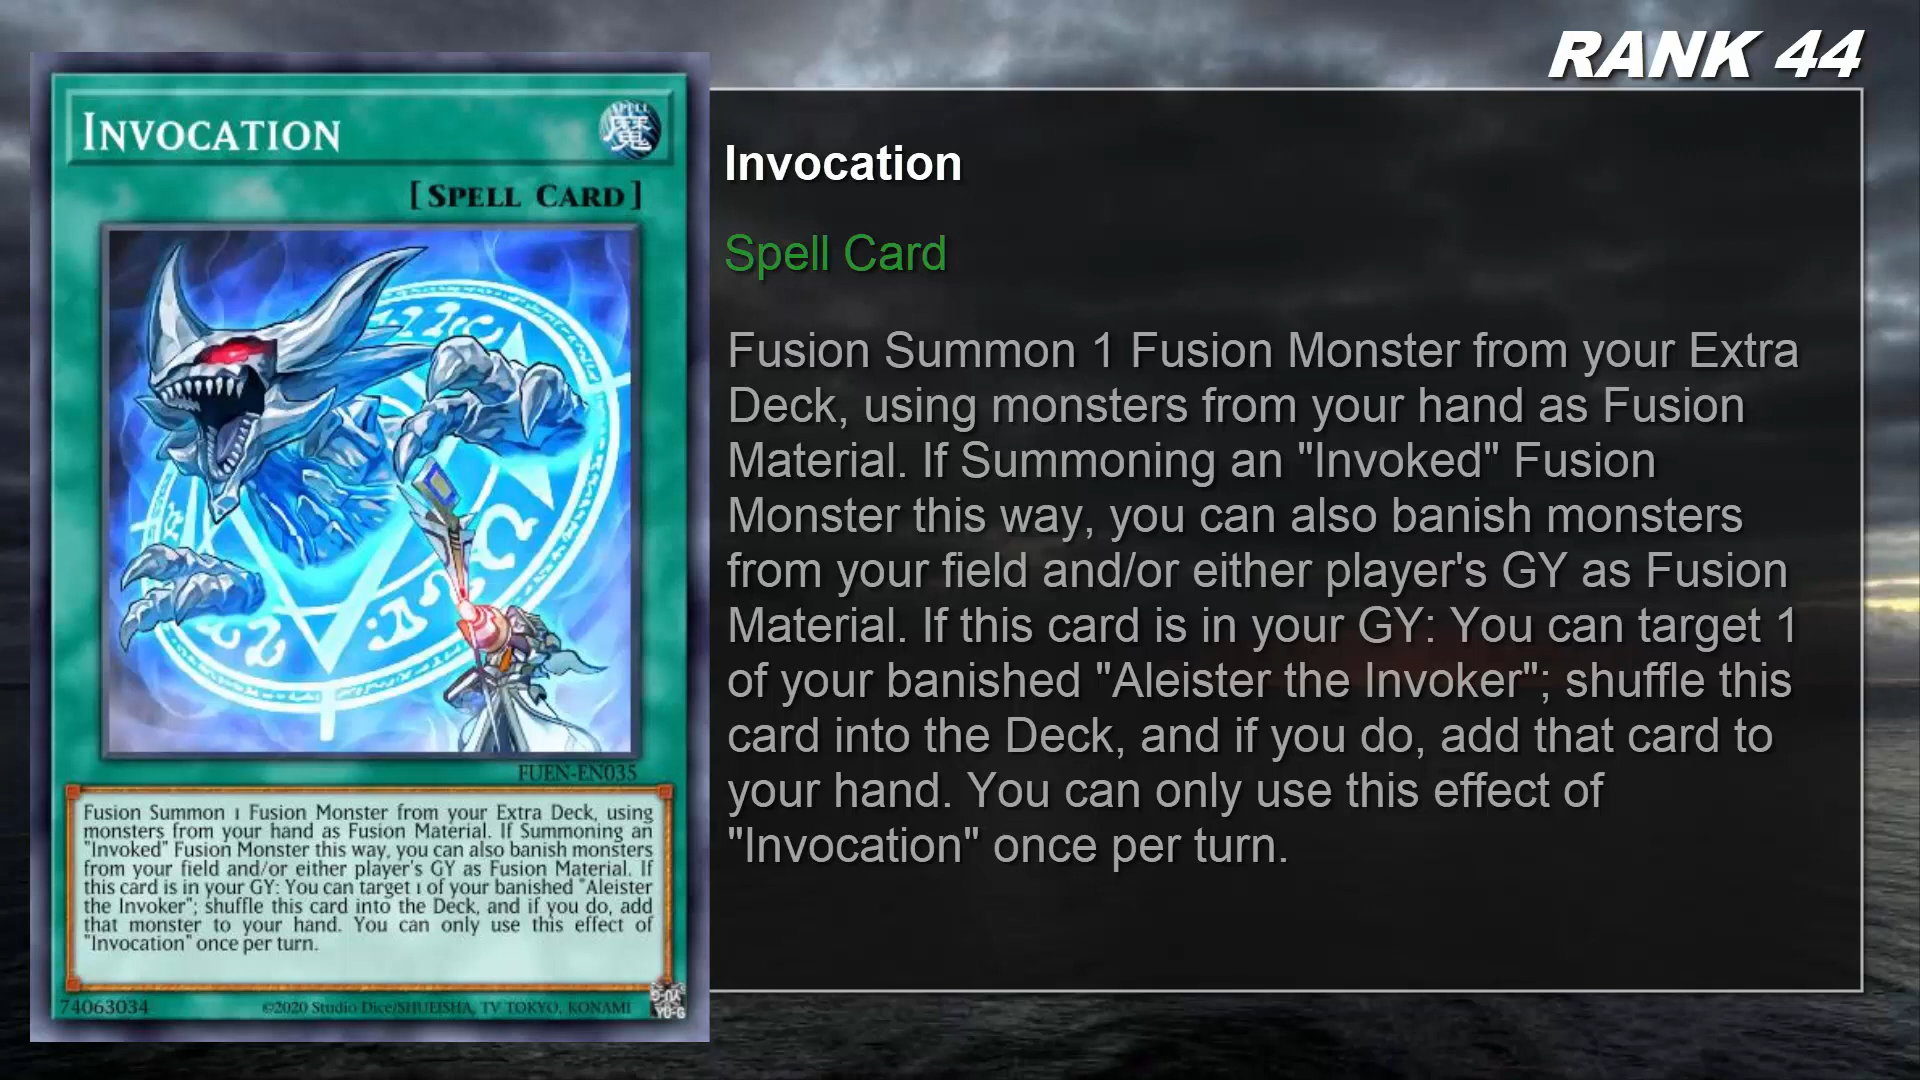 RANK 44
INVOCATION
SPELL
魔
[SPELL CARD]
FUEN-EN035
Fusion Summon 1 Fusion Monster from your Extra Deck, using
monsters from your hand as Fusion Material. If Summoning an
"Invoked" Fusion Monster this way, you can also banish monsters
from your field and/or either player's GY as Fusion Material. If
this card is in your GY: You can target 1 of your banished "Aleister
the Invoker"; shuffle this card into the Deck, and if you do, add
that monster to your hand. You can only use this effect of
"Invocation" once per turn.
74063034
©2020 Studio Dice/SHUEISHA, TV TOKYO, KONAMI
Invocation
Spell Card
Fusion Summon 1 Fusion Monster from your Extra
Deck, using monsters from your hand as Fusion
Material. If Summoning an "Invoked" Fusion
Monster this way, you can also banish monsters
from your field and/or either player's GY as Fusion
Material. If this card is in your GY: You can target 1
of your banished "Aleister the Invoker"; shuffle this
card into the Deck, and if you do, add that card to
your hand. You can only use this effect of
"Invocation" once per turn.